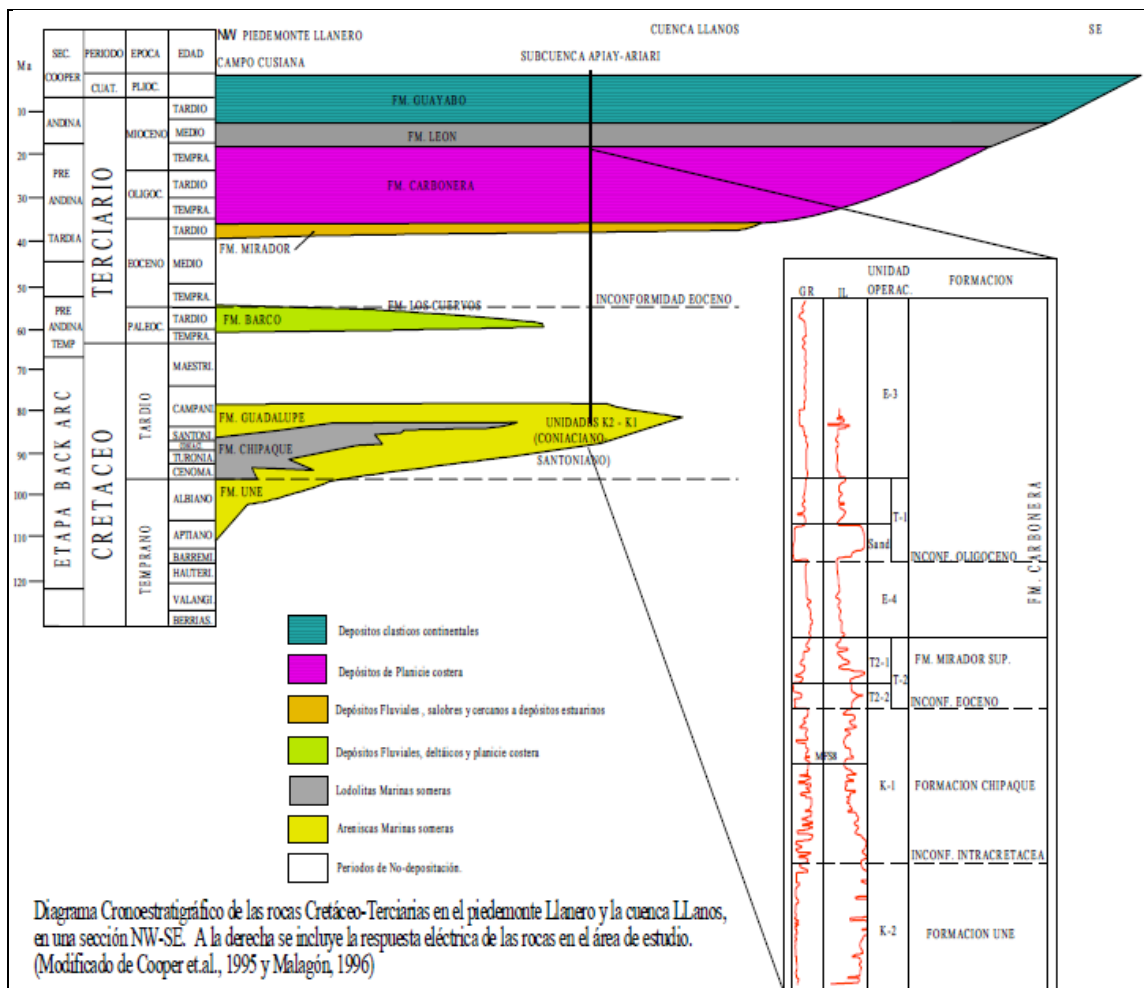 NW PIEDEMONTE LLANERO
CUENCA LLANOS
SE
CAMPO CUSIANA
SUBCUENCA APIAY-ARIARI
Ma
SEC.
COOPER
PERIODO
EPOCA
EDAD
CUAT.
PLIOC.
10
20
30
40
50
60
70
80
90
100
110
120
ANDINA
PRE
ANDINA
TARDIA
PRE
ANDINA
TEMP
ETAPA BACK ARC
TERCIARIO
CRETACEO
MIOCENO
OLIGOC.
EOCENO
PALEOC.
TARDIO
TEMPRANO
TARDIO
MEDIO
TEMPRA.
TARDIO
TEMPRA.
TARDIO
MEDIO
TEMPRA.
TARDIO
TEMPRA.
MAESTRI.
CAMPANI.
SANTONI.
TURONIA.
CENOMA.
ALBIANO
APTIANO
BARREMI.
HAUTERI.
VALANGI.
BERRIAS.
FM. GUAYABO
FM. LEON
FM. CARBONERA
FM. MIRADOR
FM. LOS CUERVOS
INCONFORMIDAD EOCENO
FM. BARCO
FM. GUADALUPE
UNIDADES K2 - K1
(CONIACIANO-
SANTONIANO)
FM. CHIPAQUE
FM. UNE
Depositos clasticos continentales
Depósitos de Planicie costera
Depósitos Fluviales , salobres y cercanos a depósitos estuarinos
Depósitos Fluviales, deltáicos y planicie costera
Lodolitas Marinas someras
Areniscas Marinas someras
Periodos de No-depositación.
GR
IL
UNIDAD
OPERAC.
FORMACION
E-3
T-1
Sand
INCONF. OLIGOCENO
E-4
FM. CARBONERA
T2-1
T-2
FM. MIRADOR SUP.
T2-2
INCONF. EOCENO
MFS8
K-1
FORMACION CHIPAQUE
INCONF. INTRACRETACEA
K-2
FORMACION UNE
Diagrama Cronoestratigráfico de las rocas Cretáceo-Terciarias en el piedemonte Llanero y la cuenca LLanos,
en una sección NW-SE. A la derecha se incluye la respuesta eléctrica de las rocas en el área de estudio.
(Modificado de Cooper et.al., 1995 y Malagón, 1996)